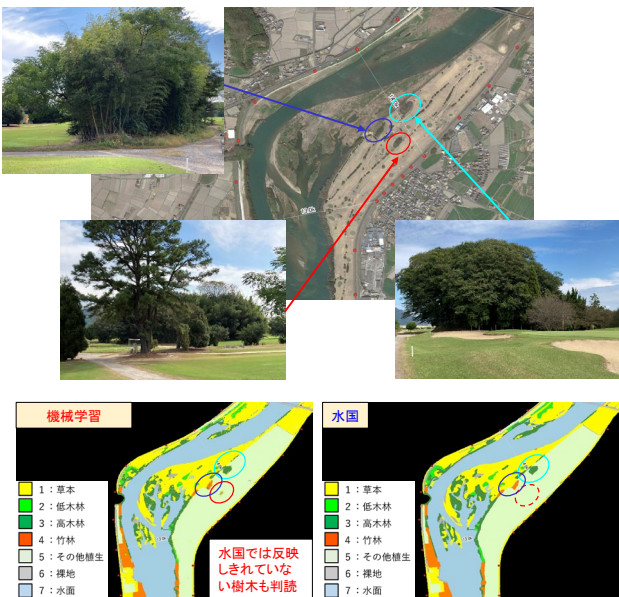 13.0k
12.0k
機械学習
1：草本
2：低木林
3：高木林
4：竹林
5：その他植生
6：裸地
7：水面
水国では反映
しきれていな
い樹木も判読
水国
1：草本
2：低木林
3：高木林
4：竹林
5：その他植生
6：裸地
7：水面